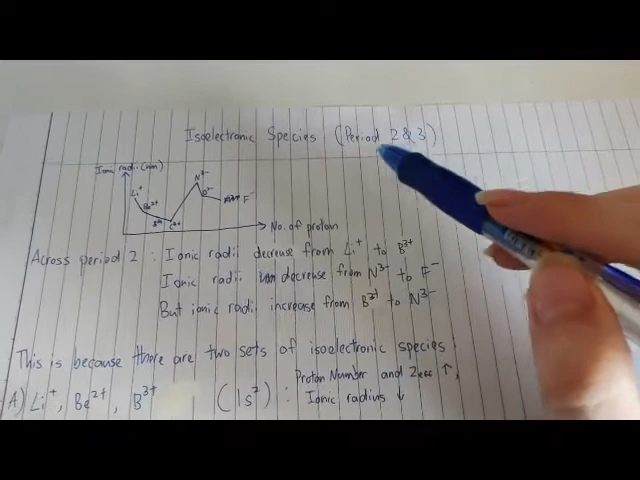 Isoelectronic Species (Period 2 & 3)
Ionic radii (nm)
Li⁺
Be²⁺
B³⁺
C⁴⁺
N³⁻
O²⁻
F⁻
No. of proton
Across period 2 : Ionic radii decrease from Li⁺ to B³⁺
Ionic radii decrease from N³⁻ to F⁻
But ionic radii increase from B³⁺ to N³⁻
This is because there are two sets of isoelectronic species
Proton Number and Zeff ↑,
A) Li⁺, Be²⁺, B³⁺ (1s²) : Ionic radius ↓